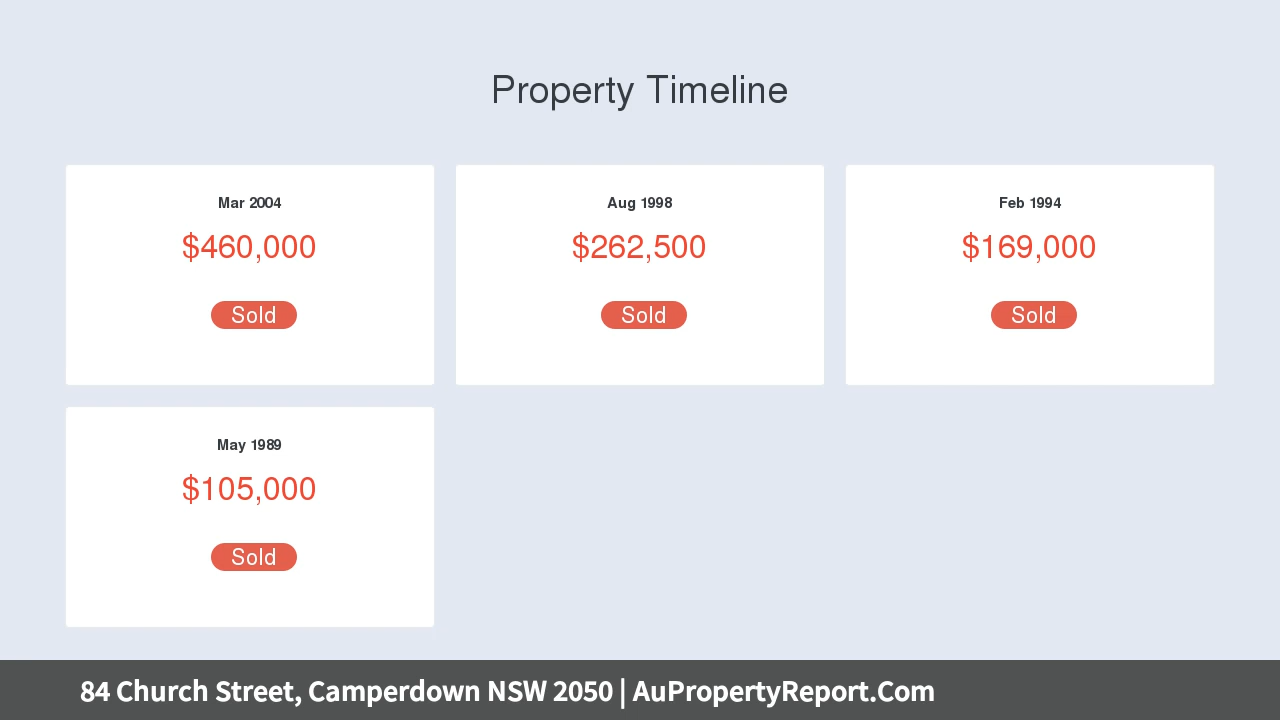 Property Timeline
Mar 2004
$460,000
Sold
Aug 1998
$262,500
Sold
Feb 1994
$169,000
Sold
May 1989
$105,000
Sold
84 Church Street, Camperdown NSW 2050 | AuPropertyReport.Com